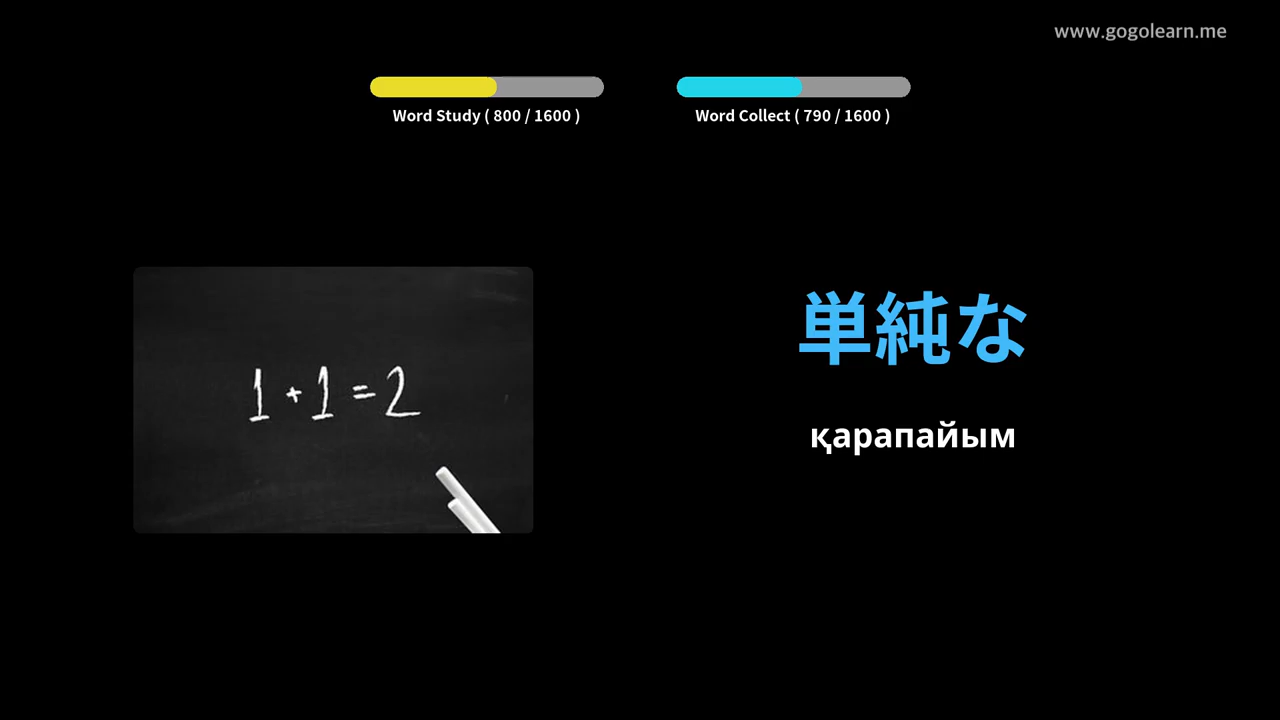 www.gogolearn.me
Word Study ( 800 / 1600 )
Word Collect ( 790 / 1600 )
1 + 1 = 2
単純な
қарапайым